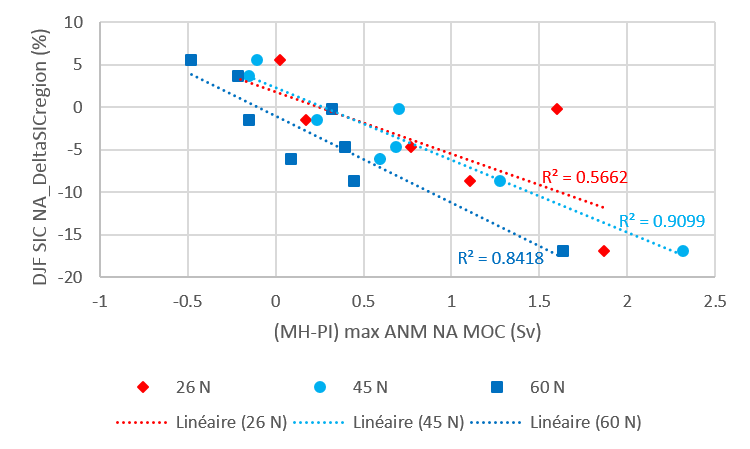 DJF SIC NA_DeltaSICregion (%)
10
5
0
-5
-10
-15
-20
R² = 0.5662
R² = 0.9099
R² = 0.8418
-1 -0.5 0 0.5 1 1.5 2 2.5
(MH-PI) max ANM NA MOC (Sv)
26 N 45 N 60 N
Linéaire (26 N) Linéaire (45 N) Linéaire (60 N)